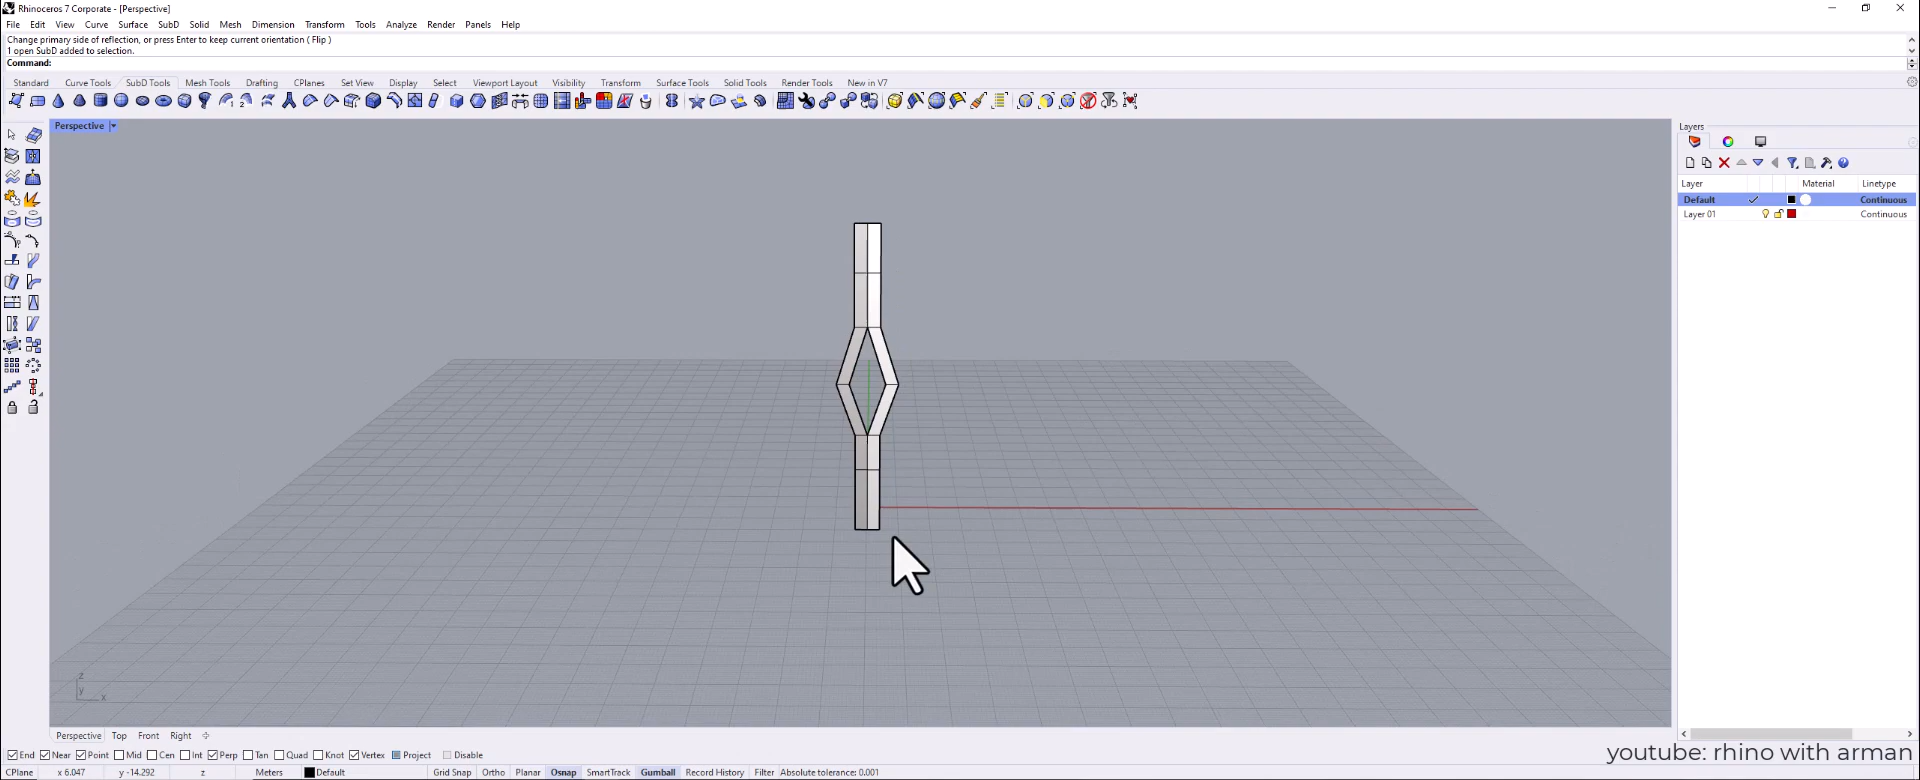 Rhinoceros 7 Corporate - [Perspective]
File Edit View Curve Surface SubD Solid Mesh Dimension Transform Tools Analyze Render Panels Help
Change primary side of reflection, or press Enter to keep current orientation ( Flip )
1 open SubD added to selection.
Command:
Standard Curve Tools SubD Tools Mesh Tools Drafting CPlanes Set View Display Select Viewport Layout Visibility Transform Surface Tools Solid Tools Render Tools New in V7
Perspective
Layers
Layer Material Linetype
Default Continuous
Layer 01 Continuous
z
y
x
Perspective Top Front Right
End Near Point Mid Cen Int Perp Tan Quad Knot Vertex Project Disable
youtube: rhino with arman
CPlane x 6.047 y -14.292 z Meters Default Grid Snap Ortho Planar Osnap SmartTrack Gumball Record History Filter Absolute tolerance: 0.001